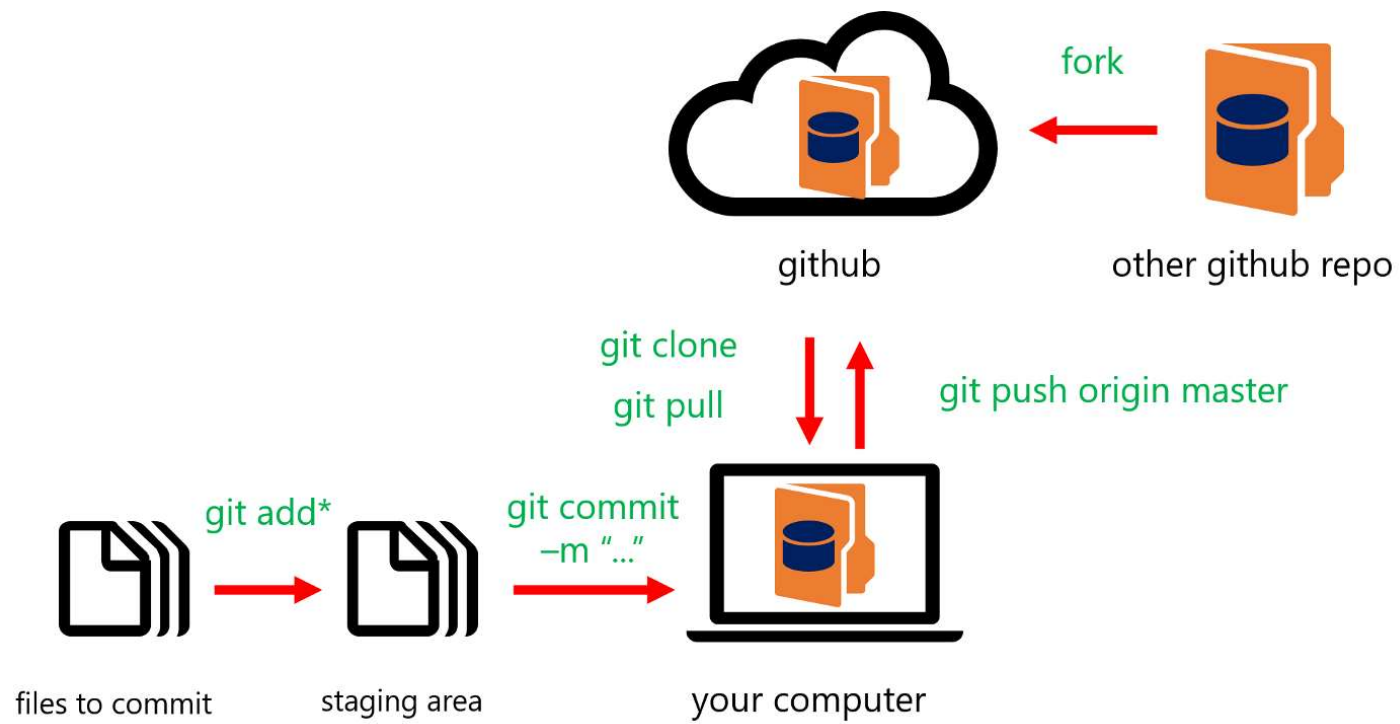 fork
github
other github repo
git clone
git pull
git push origin master
git add*
git commit
–m “...”
files to commit
staging area
your computer